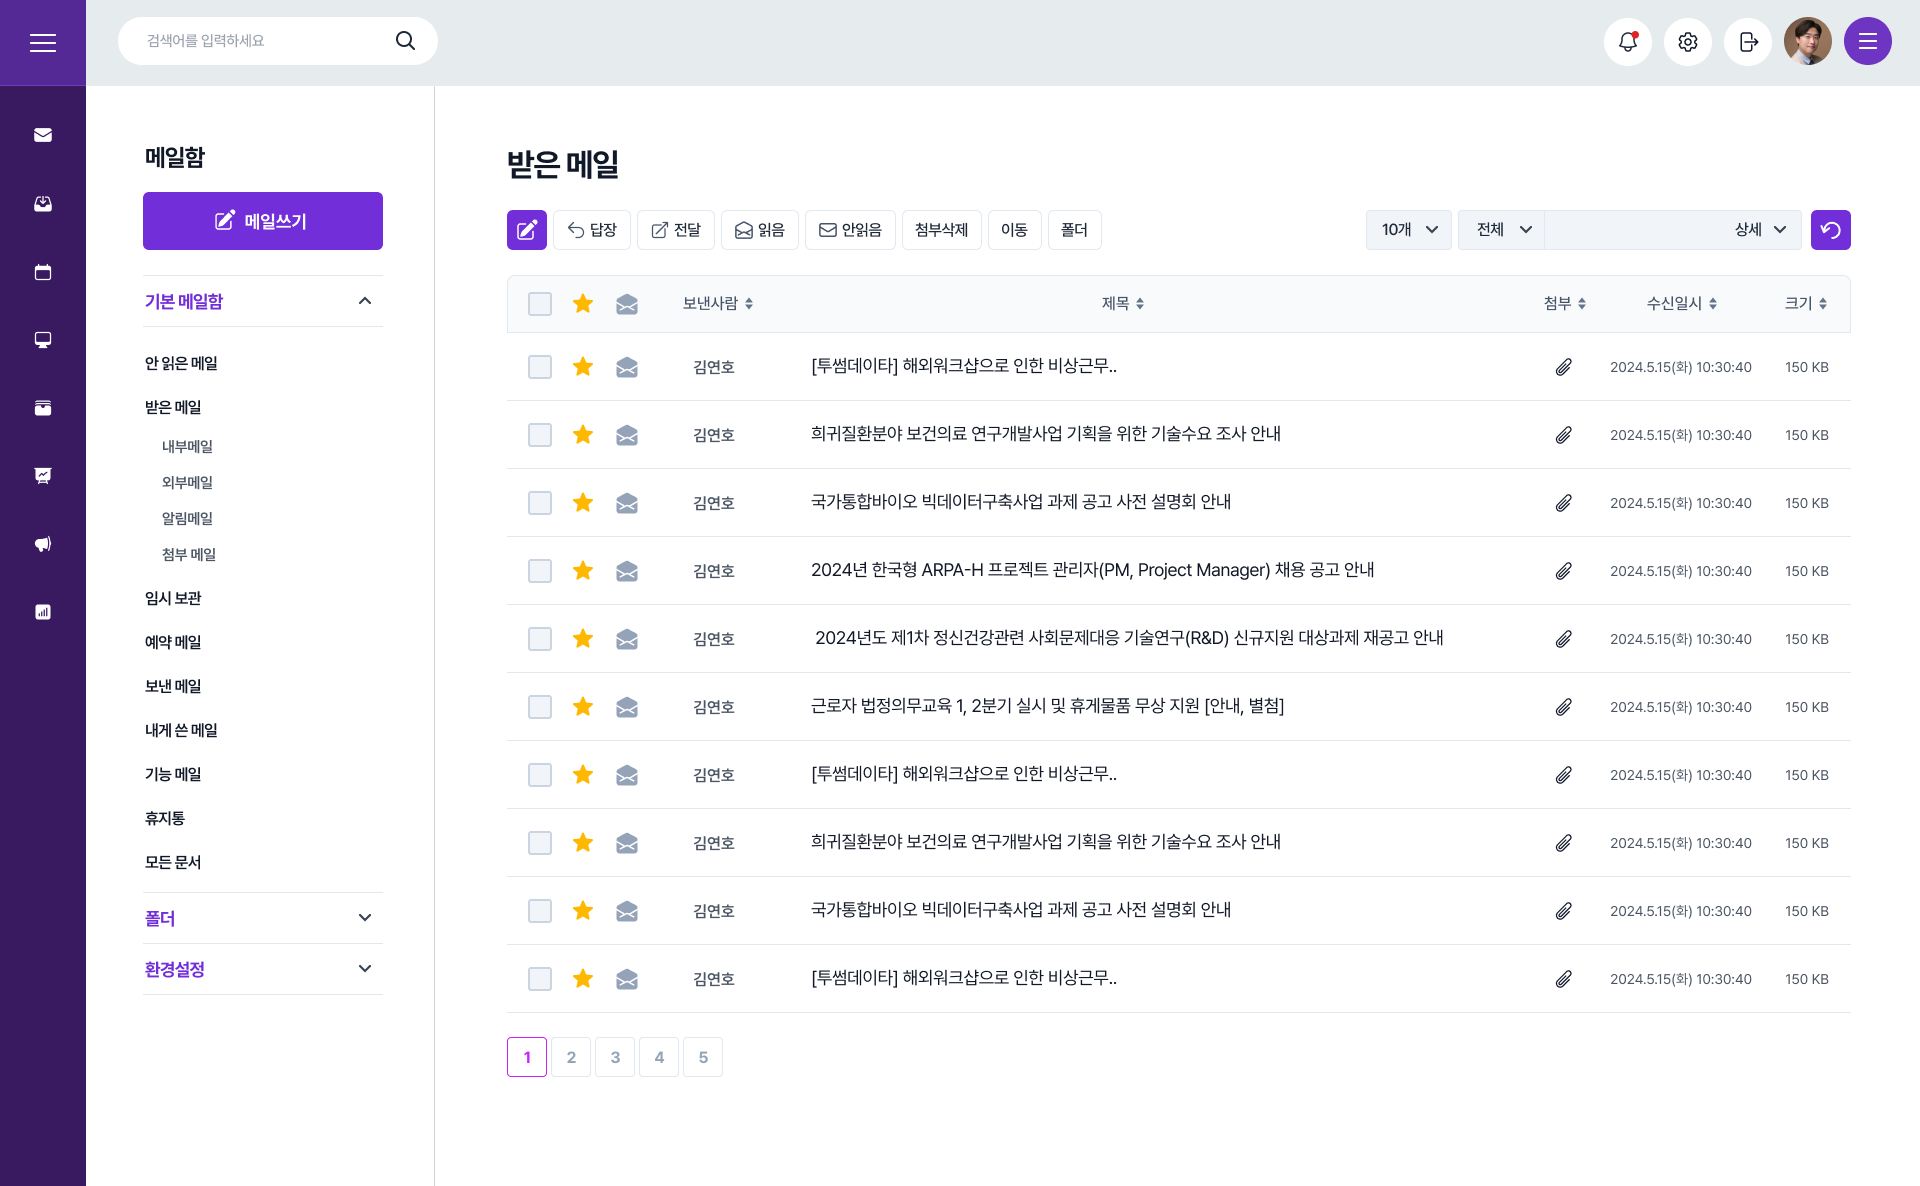 검색어를 입력하세요
메일함
메일쓰기
기본 메일함
안 읽은 메일
받은 메일
내부메일
외부메일
알림메일
첨부 메일
임시 보관
예약 메일
보낸 메일
내게 쓴 메일
기능 메일
휴지통
모든 문서
폴더
환경설정
받은 메일
답장 전달 읽음 안읽음 첨부삭제 이동 폴더 10개 전체 상세
보낸사람 제목 첨부 수신일시 크기
김연호 [투썸데이타] 해외워크샵으로 인한 비상근무.. 2024.5.15(화) 10:30:40 150 KB
김연호 희귀질환분야 보건의료 연구개발사업 기획을 위한 기술수요 조사 안내 2024.5.15(화) 10:30:40 150 KB
김연호 국가통합바이오 빅데이터구축사업 과제 공고 사전 설명회 안내 2024.5.15(화) 10:30:40 150 KB
김연호 2024년 한국형 ARPA-H 프로젝트 관리자(PM, Project Manager) 채용 공고 안내 2024.5.15(화) 10:30:40 150 KB
김연호 2024년도 제1차 정신건강관련 사회문제대응 기술연구(R&D) 신규지원 대상과제 재공고 안내 2024.5.15(화) 10:30:40 150 KB
김연호 근로자 법정의무교육 1, 2분기 실시 및 휴게물품 무상 지원 [안내, 별첨] 2024.5.15(화) 10:30:40 150 KB
김연호 [투썸데이타] 해외워크샵으로 인한 비상근무.. 2024.5.15(화) 10:30:40 150 KB
김연호 희귀질환분야 보건의료 연구개발사업 기획을 위한 기술수요 조사 안내 2024.5.15(화) 10:30:40 150 KB
김연호 국가통합바이오 빅데이터구축사업 과제 공고 사전 설명회 안내 2024.5.15(화) 10:30:40 150 KB
김연호 [투썸데이타] 해외워크샵으로 인한 비상근무.. 2024.5.15(화) 10:30:40 150 KB
1 2 3 4 5